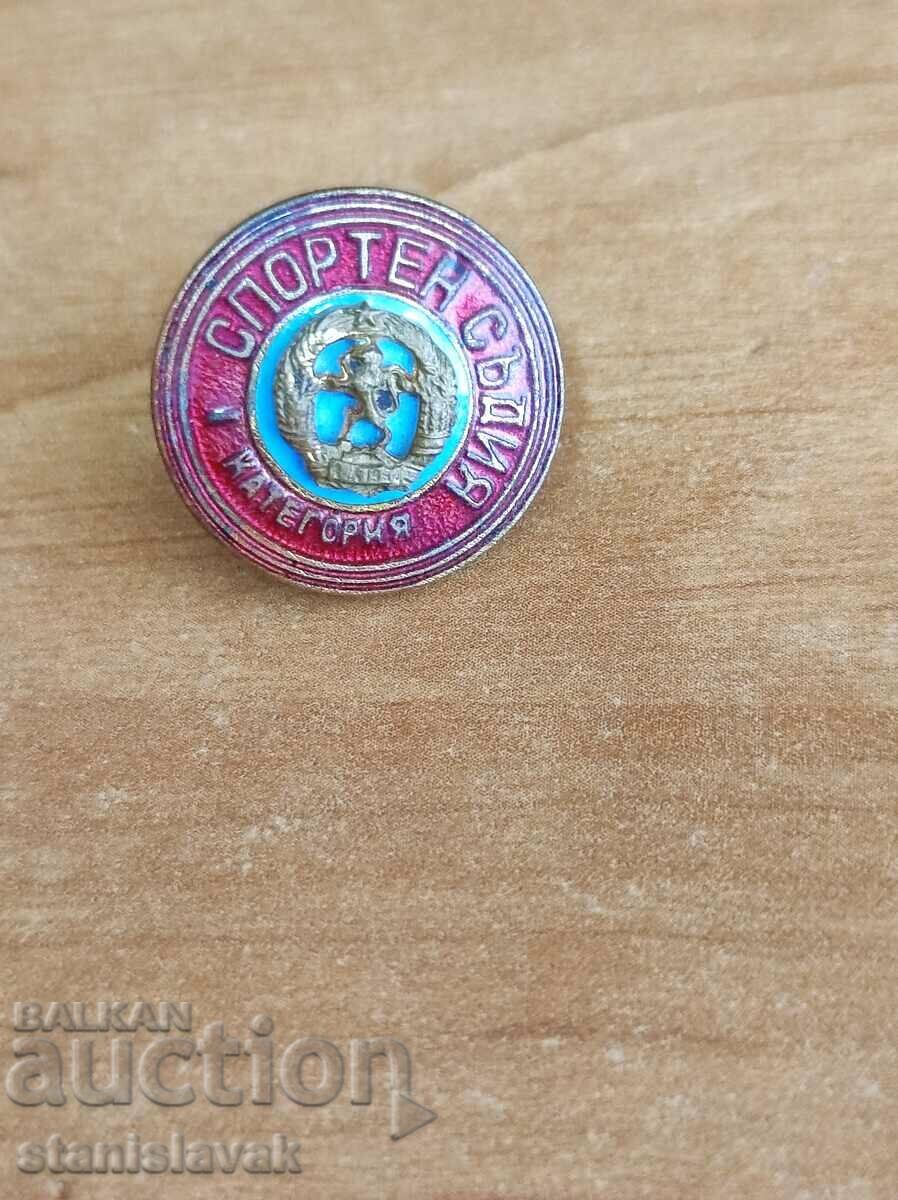 СПОРТЕН СЪДИЯ
I КАТЕГОРИЯ
BALKAN
auction
stanislavak